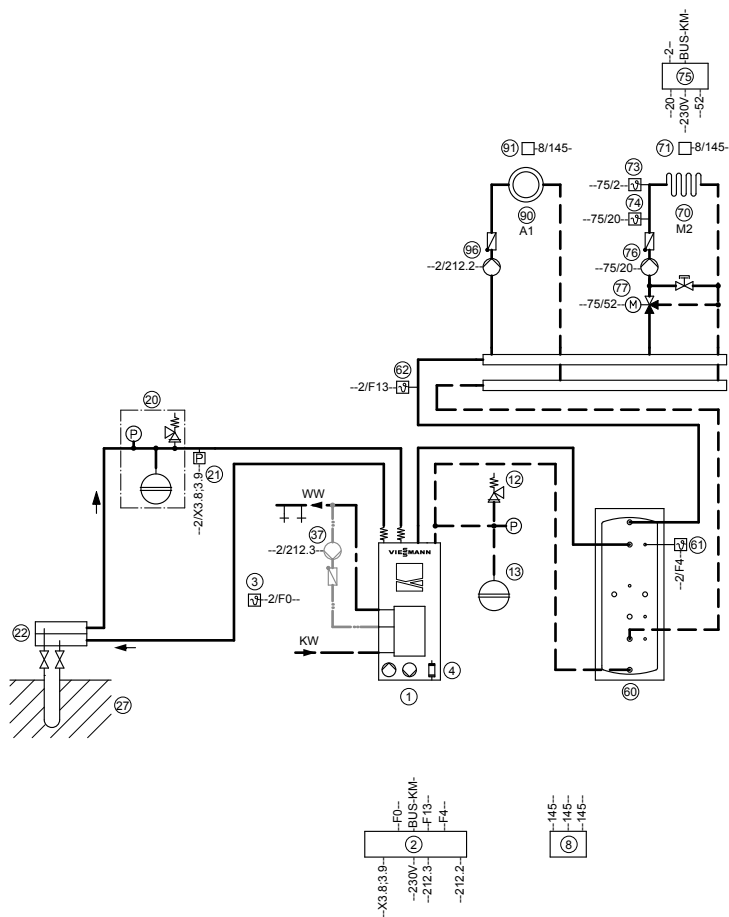 --2--
BUS-KM-
75
--20--
--230V--
--52--
91
-8/145-
71
-8/145-
73
--75/2--
74
--75/20--
90
A1
70
M2
96
--2/212.2--
76
--75/20--
77
--75/52--
M
62
--2/F13--
20
P
P
21
--2/X3.8;3.9
WW
37
--2/212.3--
12
P
VIESMANN
61
--2/F4--
3
--2/F0--
13
KW
22
27
4
1
60
--F0--
--BUS-KM-
--F13--
--F4--
2
--X3.8;3.9
--230V--
--212.3--
--212.2--
--145--
--145--
--145--
8